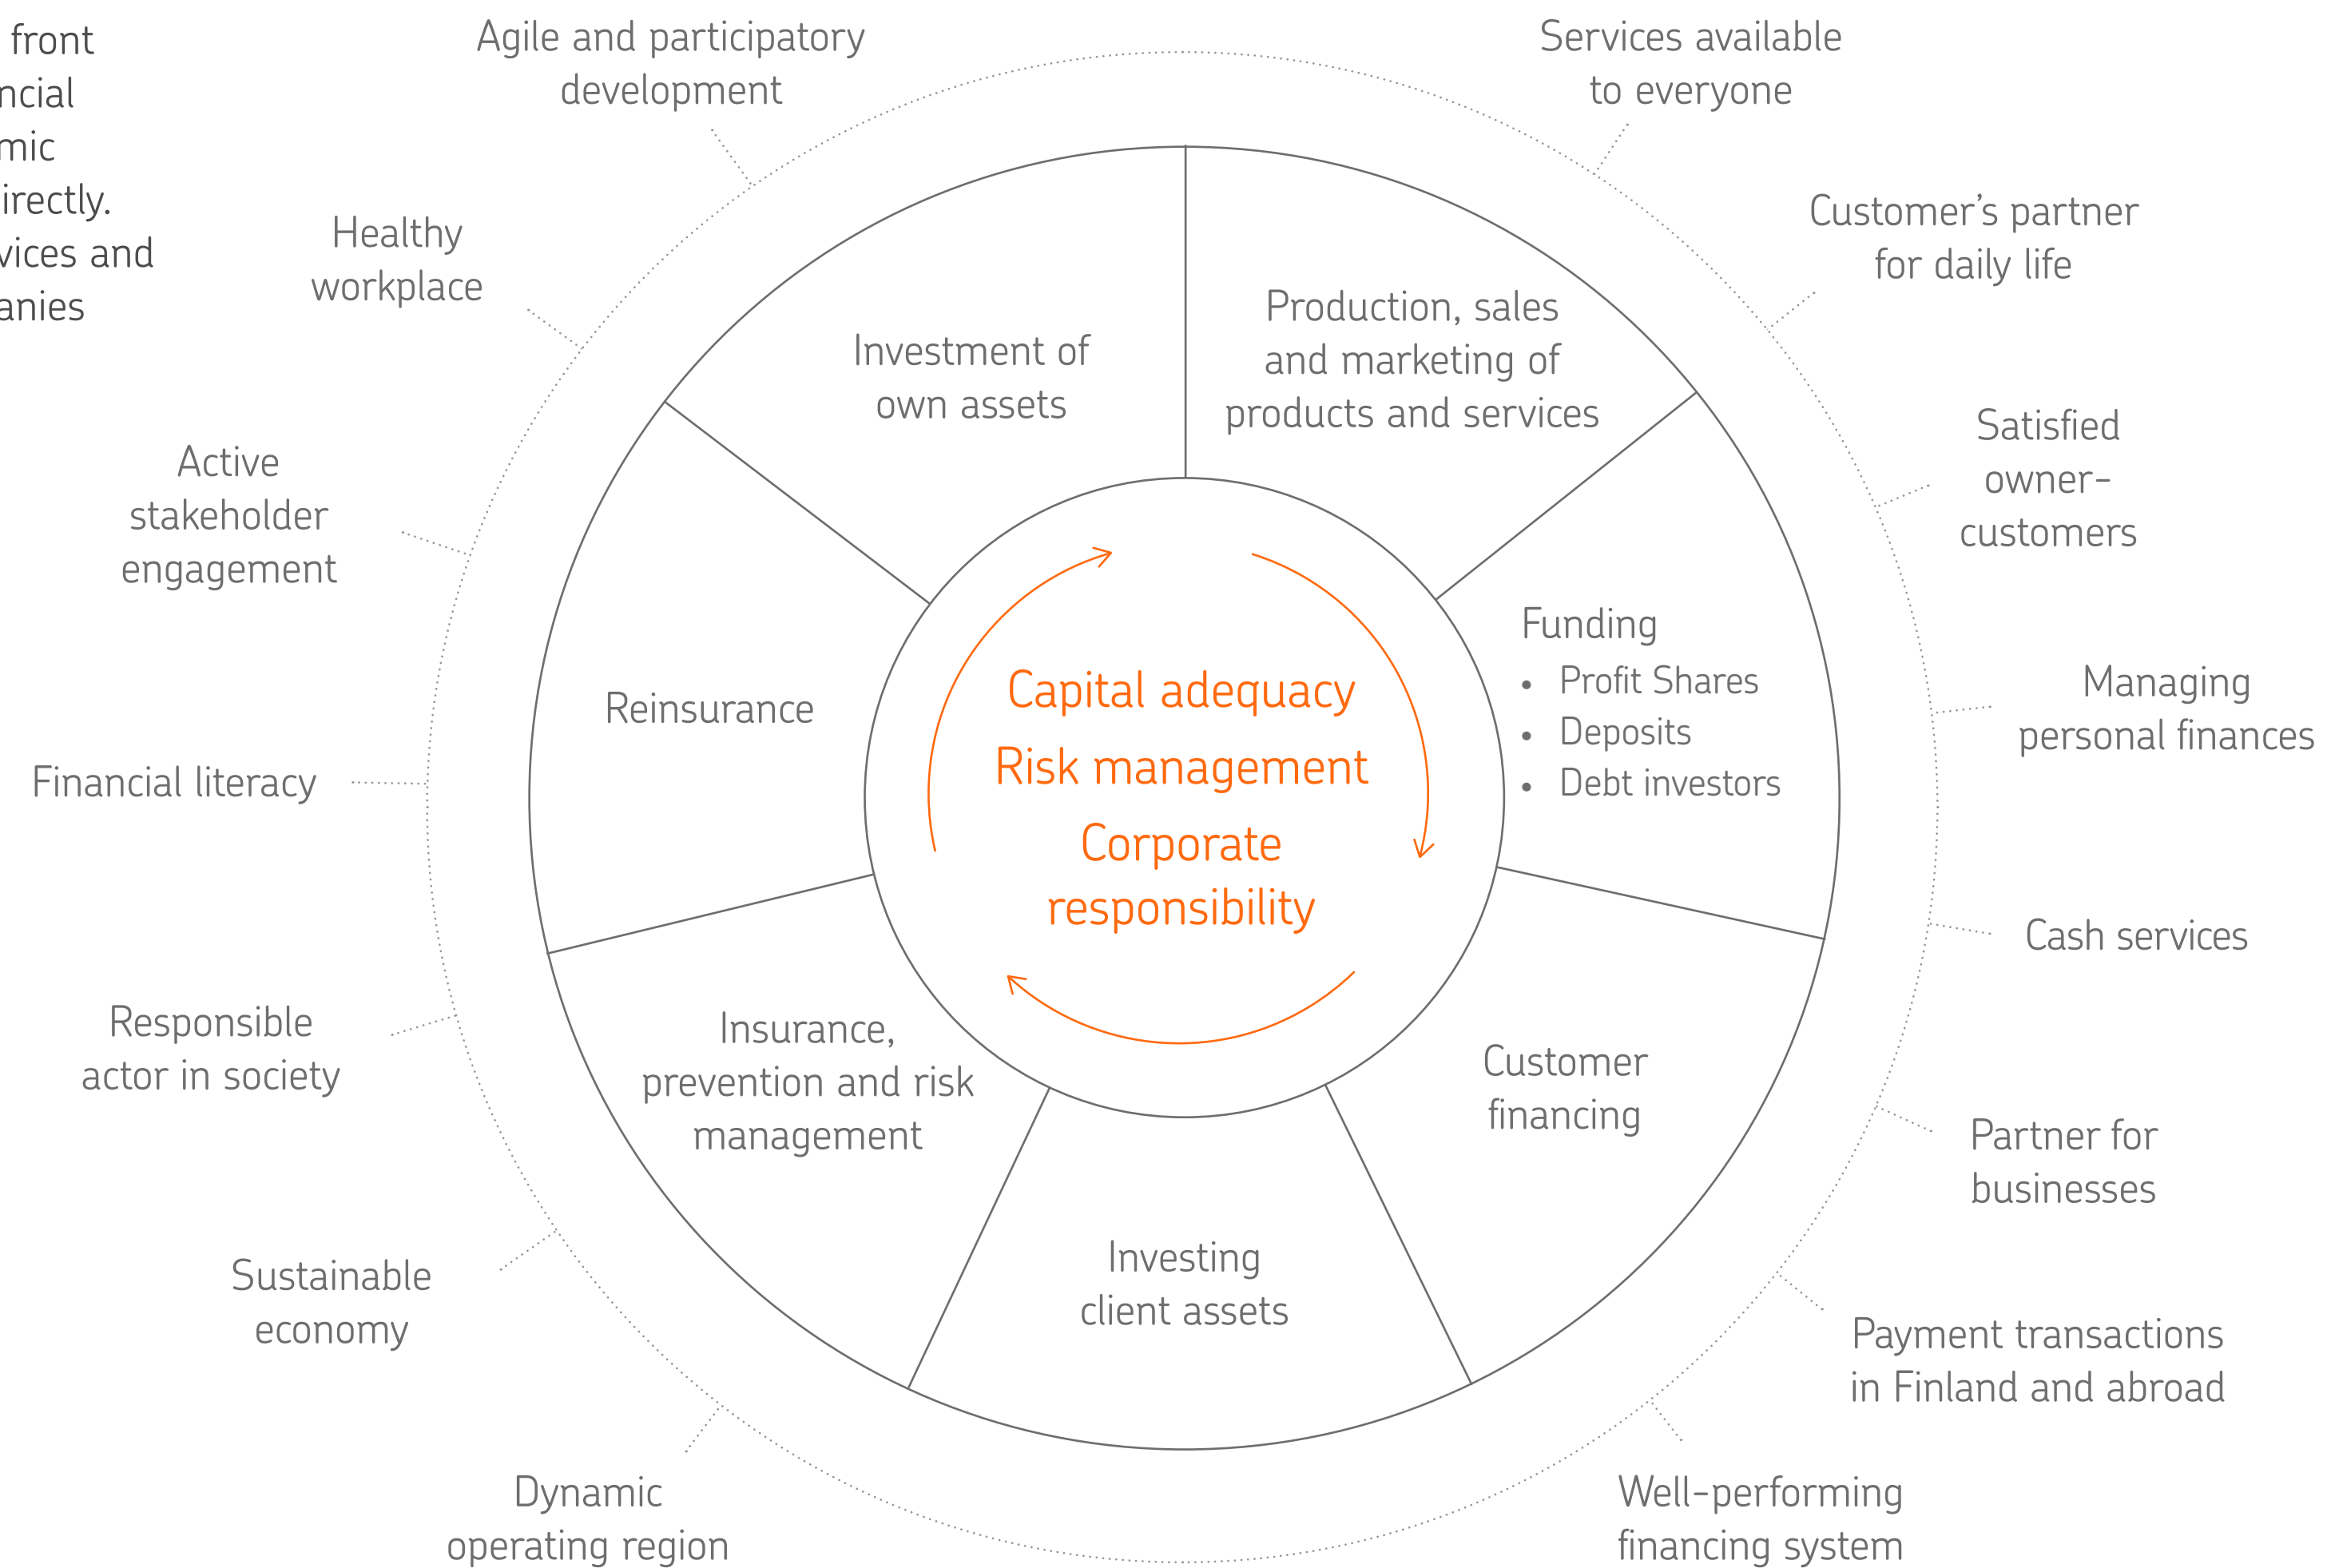 front
ncial
mic
irectly.
vices and
anies
Agile and participatory
development
Services available
to everyone
Healthy
workplace
Customer’s partner
for daily life
Active
stakeholder
engagement
Satisfied
owner-
customers
Financial literacy
Managing
personal finances
Responsible
actor in society
Cash services
Sustainable
economy
Partner for
businesses
Dynamic
operating region
Payment transactions
in Finland and abroad
Well-performing
financing system
Investment of
own assets
Production, sales
and marketing of
products and services
Reinsurance
Funding
• Profit Shares
• Deposits
• Debt investors
Insurance,
prevention and risk
management
Customer
financing
Investing
client assets
Capital adequacy
Risk management
Corporate
responsibility